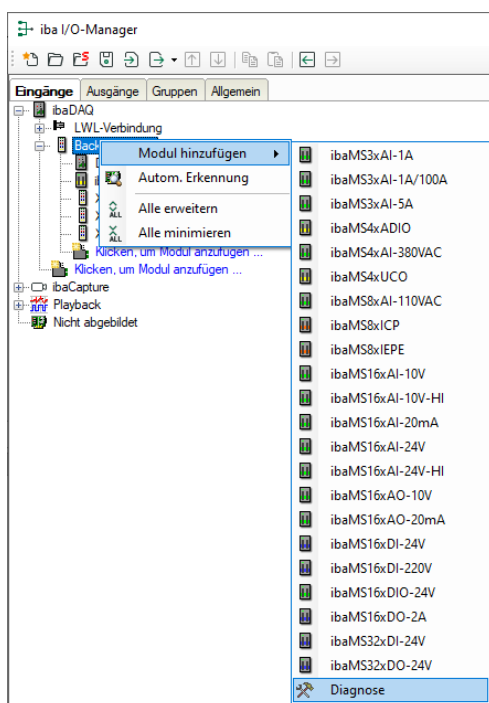 iba I/O-Manager
Eingänge Ausgänge Gruppen Allgemein
ibaDAQ
LWL-Verbindung
Back
Klicken, um Modul anzufügen ...
Klicken, um Modul anzufügen ...
ibaCapture
Playback
Nicht abgebildet
Modul hinzufügen
Autom. Erkennung
ALL Alle erweitern
ALL Alle minimieren
ibaMS3xAI-1A
ibaMS3xAI-1A/100A
ibaMS3xAI-5A
ibaMS4xADIO
ibaMS4xAI-380VAC
ibaMS4xUCO
ibaMS8xAI-110VAC
ibaMS8xICP
ibaMS8xIEPE
ibaMS16xAI-10V
ibaMS16xAI-10V-HI
ibaMS16xAI-20mA
ibaMS16xAI-24V
ibaMS16xAI-24V-HI
ibaMS16xAO-10V
ibaMS16xAO-20mA
ibaMS16xDI-24V
ibaMS16xDI-220V
ibaMS16xDIO-24V
ibaMS16xDO-2A
ibaMS32xDI-24V
ibaMS32xDO-24V
Diagnose